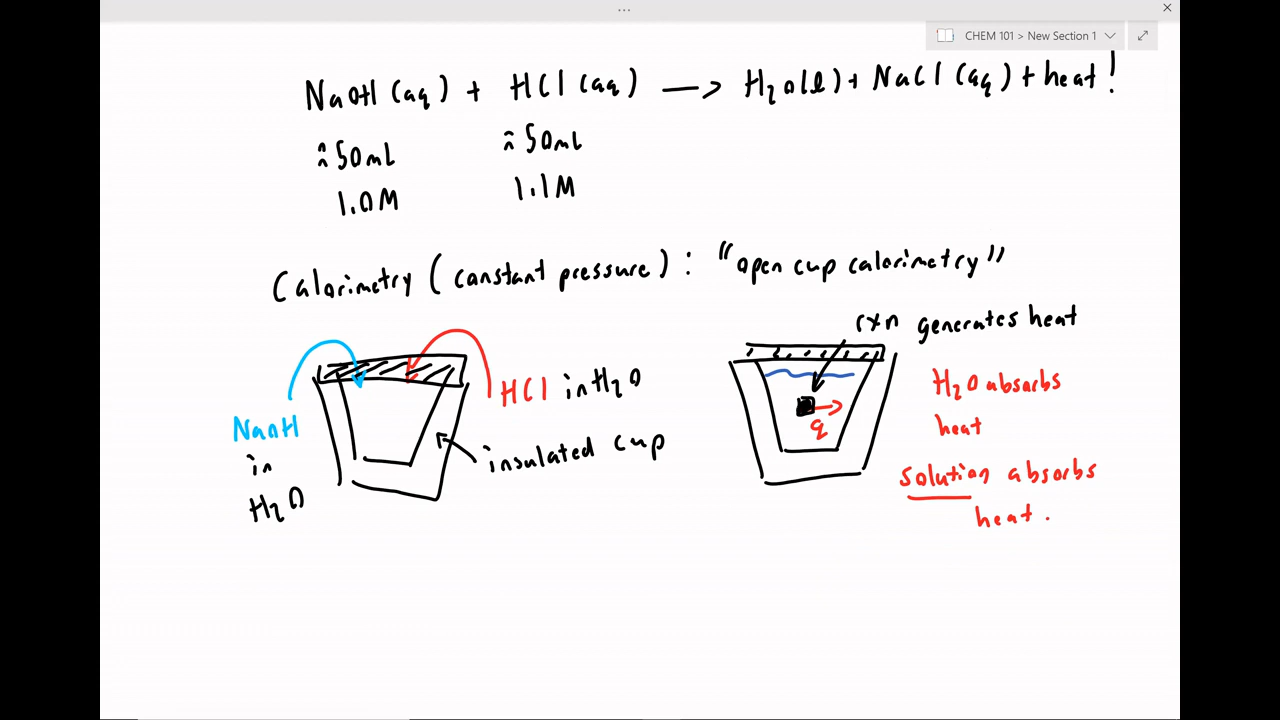 ...
CHEM 101 > New Section 1
NaOH (aq) + HCl (aq) → H₂O(l) + NaCl (aq) + heat!
≈50mL ≈50mL
1.0M 1.1M
Calorimetry (constant pressure) : "open cup calorimetry"
rxn generates heat
HCl in H₂O
NaOH
in
H₂O
insulated cup
q
H₂O absorbs
heat
solution absorbs
heat.